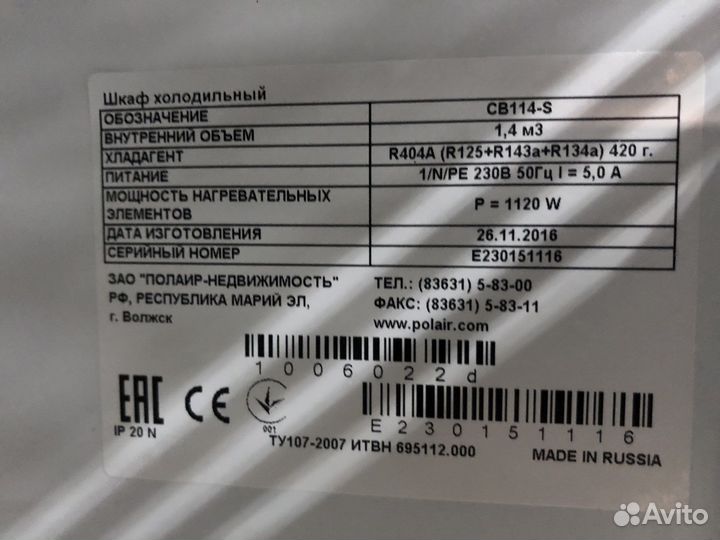 Шкаф холодильный
ОБОЗНАЧЕНИЕ CB114-S
ВНУТРЕННИЙ ОБЪЕМ 1,4 м3
ХЛАДАГЕНТ R404A (R125+R143a+R134a) 420 г.
ПИТАНИЕ 1/N/PE 230В 50Гц I = 5,0 А
МОЩНОСТЬ НАГРЕВАТЕЛЬНЫХ ЭЛЕМЕНТОВ P = 1120 W
ДАТА ИЗГОТОВЛЕНИЯ 26.11.2016
СЕРИЙНЫЙ НОМЕР E230151116
ЗАО "ПОЛАИР-НЕДВИЖИМОСТЬ" ТЕЛ.: (83631) 5-83-00
РФ, РЕСПУБЛИКА МАРИЙ ЭЛ, ФАКС: (83631) 5-83-11
г. Волжск www.polair.com
1006022d
EAC CE
001
E230151116
IP 20 N
ТУ107-2007 ИТВН 695112.000
MADE IN RUSSIA
Avito